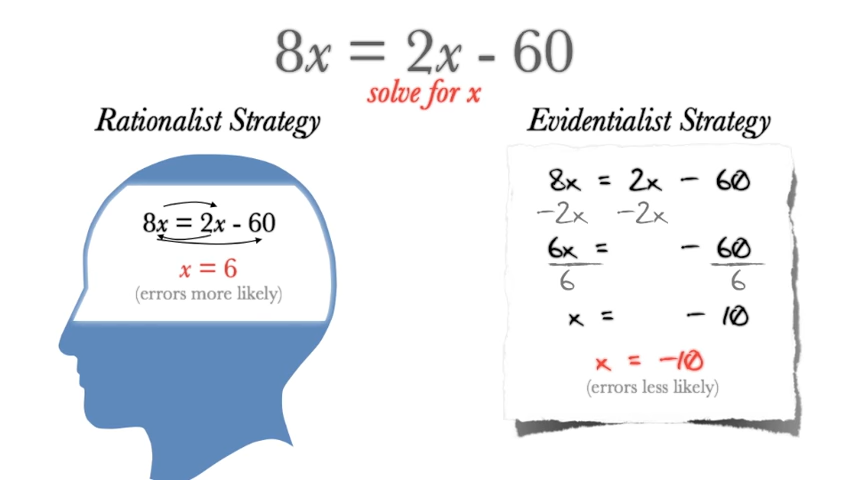 8x = 2x - 60
solve for x
Rationalist Strategy
8x = 2x - 60
x = 6
(errors more likely)
Evidentialist Strategy
8x = 2x - 60
-2x -2x
6x = - 60
6 6
x = - 10
x = -10
(errors less likely)